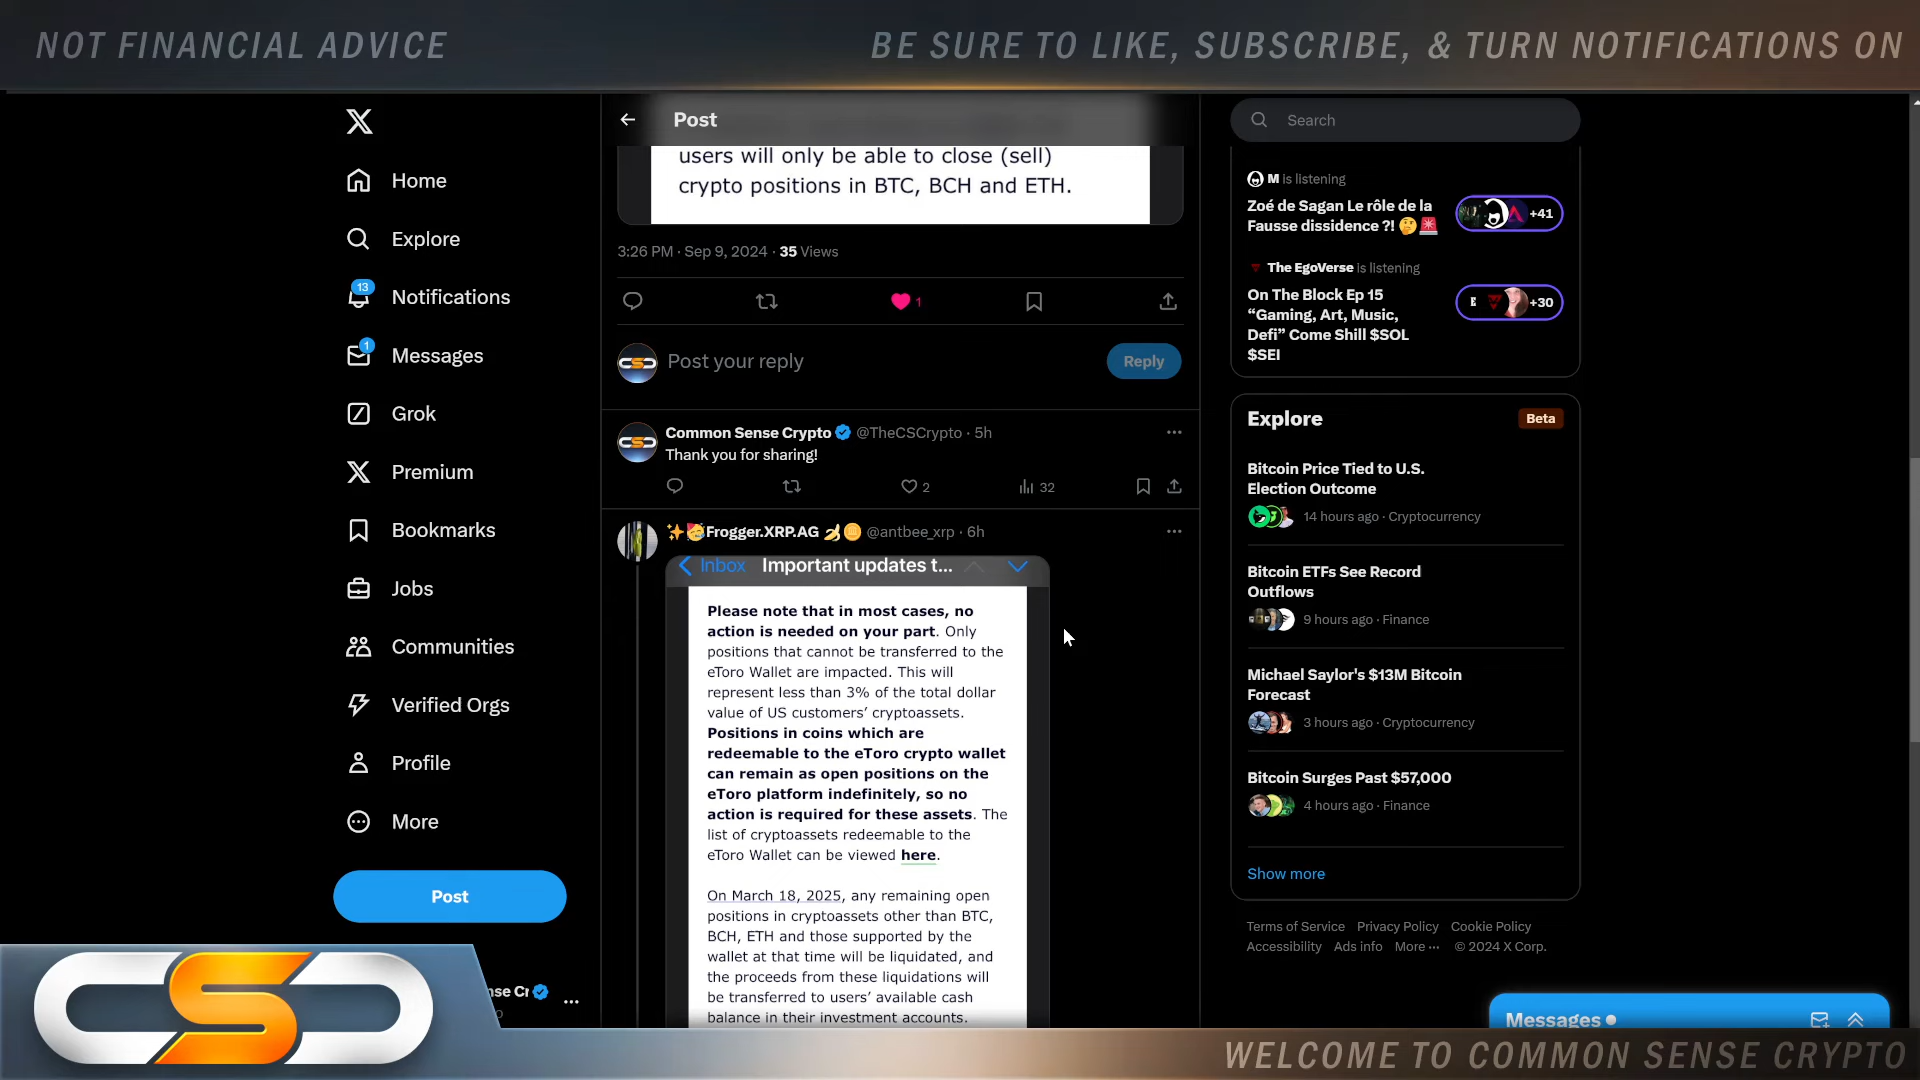 NOT FINANCIAL ADVICE
BE SURE TO LIKE, SUBSCRIBE, & TURN NOTIFICATIONS ON
Home
Explore
13
Notifications
1
Messages
Grok
Premium
Bookmarks
Jobs
Communities
Verified Orgs
Profile
More
Post
nse Cr
Post
users will only be able to close (sell)
crypto positions in BTC, BCH and ETH.
3:26 PM · Sep 9, 2024 · 35 Views
1
Post your reply
Reply
Common Sense Crypto @TheCSCrypto · 5h
Thank you for sharing!
2
32
✨🥳Frogger.XRP.AG 🍌🪙 @antbee_xrp · 6h
Inbox Important updates t...
Please note that in most cases, no
action is needed on your part. Only
positions that cannot be transferred to the
eToro Wallet are impacted. This will
represent less than 3% of the total dollar
value of US customers’ cryptoassets.
Positions in coins which are
redeemable to the eToro crypto wallet
can remain as open positions on the
eToro platform indefinitely, so no
action is required for these assets. The
list of cryptoassets redeemable to the
eToro Wallet can be viewed here.
On March 18, 2025, any remaining open
positions in cryptoassets other than BTC,
BCH, ETH and those supported by the
wallet at that time will be liquidated, and
the proceeds from these liquidations will
be transferred to users’ available cash
balance in their investment accounts.
Search
M is listening
Zoé de Sagan Le rôle de la
Fausse dissidence ?! 🤔🚨
+41
The EgoVerse is listening
On The Block Ep 15
“Gaming, Art, Music,
Defi” Come Shill $SOL
$SEI
+30
Explore
Beta
Bitcoin Price Tied to U.S.
Election Outcome
14 hours ago · Cryptocurrency
Bitcoin ETFs See Record
Outflows
9 hours ago · Finance
Michael Saylor's $13M Bitcoin
Forecast
3 hours ago · Cryptocurrency
Bitcoin Surges Past $57,000
4 hours ago · Finance
Show more
Terms of Service Privacy Policy Cookie Policy
Accessibility Ads info More ··· © 2024 X Corp.
Messages
CSC
WELCOME TO COMMON SENSE CRYPTO